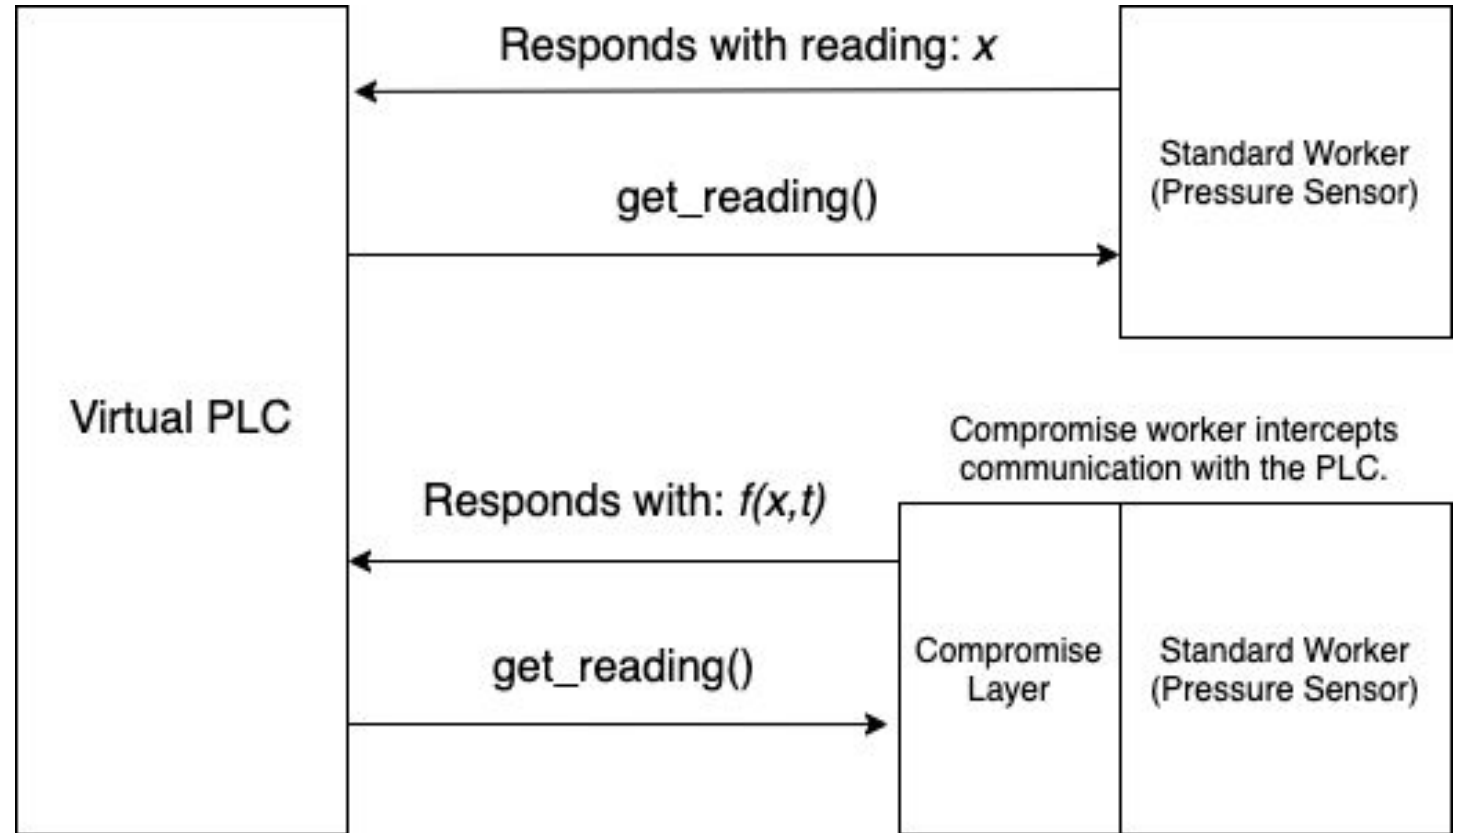 Responds with reading: x
get_reading()
Standard Worker
(Pressure Sensor)
Virtual PLC
Compromise worker intercepts
communication with the PLC.
Responds with: f(x,t)
get_reading()
Compromise
Layer
Standard Worker
(Pressure Sensor)